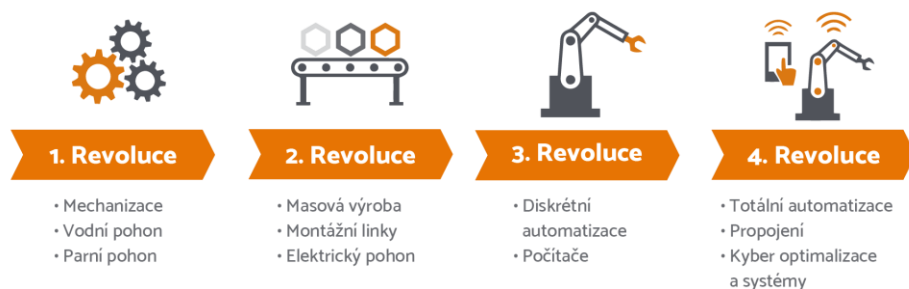 1. Revoluce
• Mechanizace
• Vodní pohon
• Parní pohon
2. Revoluce
• Masová výroba
• Montážní linky
• Elektrický pohon
3. Revoluce
• Diskrétní
automatizace
• Počítače
4. Revoluce
• Totální automatizace
• Propojení
• Kyber optimalizace
a systémy